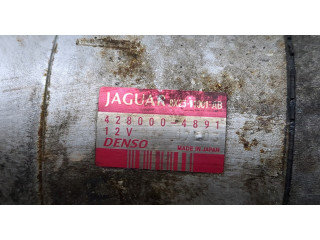 JAGUAR
428000-4891
12V
DENSO MADE IN JAPAN